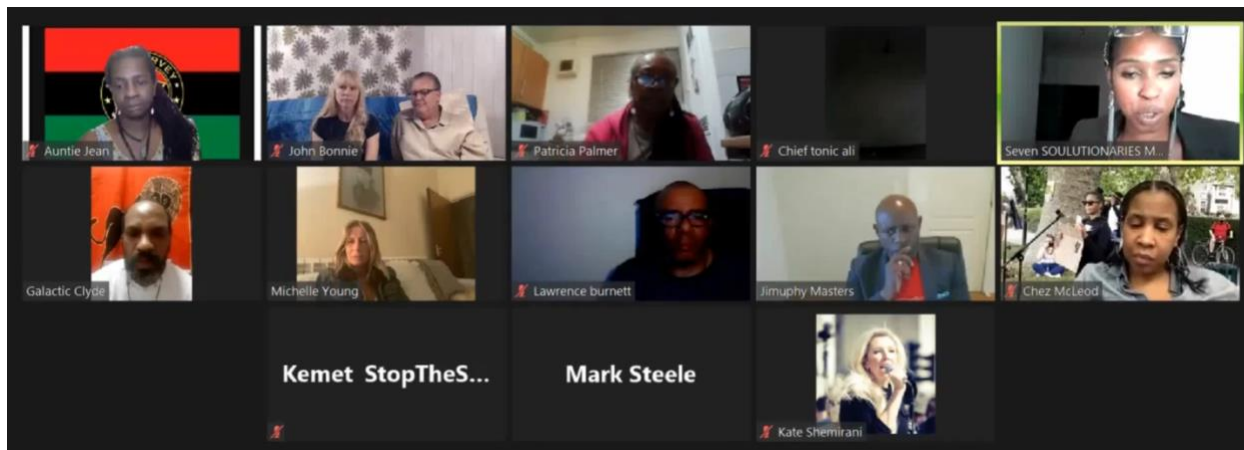 VEY
Auntie Jean
John Bonnie
Patricia Palmer
Chief tonic ali
Seven SOULUTIONARIES M...
Galactic Clyde
Michelle Young
Lawrence burnett
Jimuphy Masters
Chez McLeod
Kemet StopTheS...
Mark Steele
Kate Shemirani